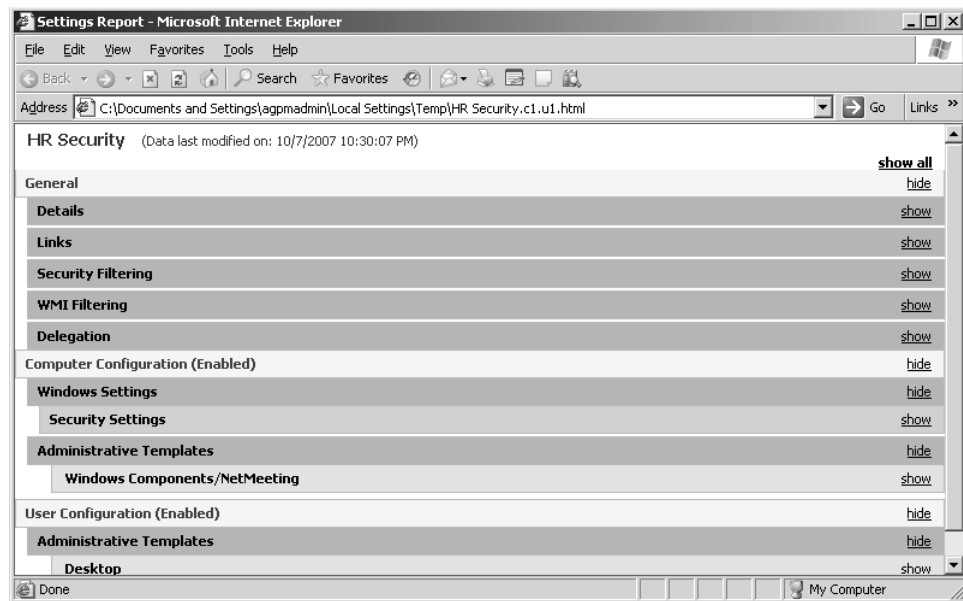 Settings Report - Microsoft Internet Explorer
File Edit View Favorites Tools Help
Back Search Favorites
Address C:\Documents and Settings\agpmadmin\Local Settings\Temp\HR Security.c1.u1.html Go Links »
HR Security (Data last modified on: 10/7/2007 10:30:07 PM)
show all
General hide
Details show
Links show
Security Filtering show
WMI Filtering show
Delegation show
Computer Configuration (Enabled) hide
Windows Settings hide
Security Settings show
Administrative Templates hide
Windows Components/NetMeeting show
User Configuration (Enabled) hide
Administrative Templates hide
Desktop show
Done My Computer